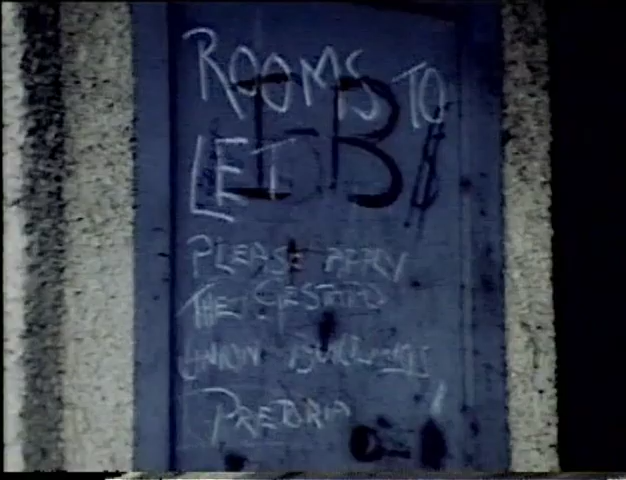 ROOMS TO
LET
B $
PLEASE APPLY
THE GESTAPO
UNION BUILDINGS
PRETORIA